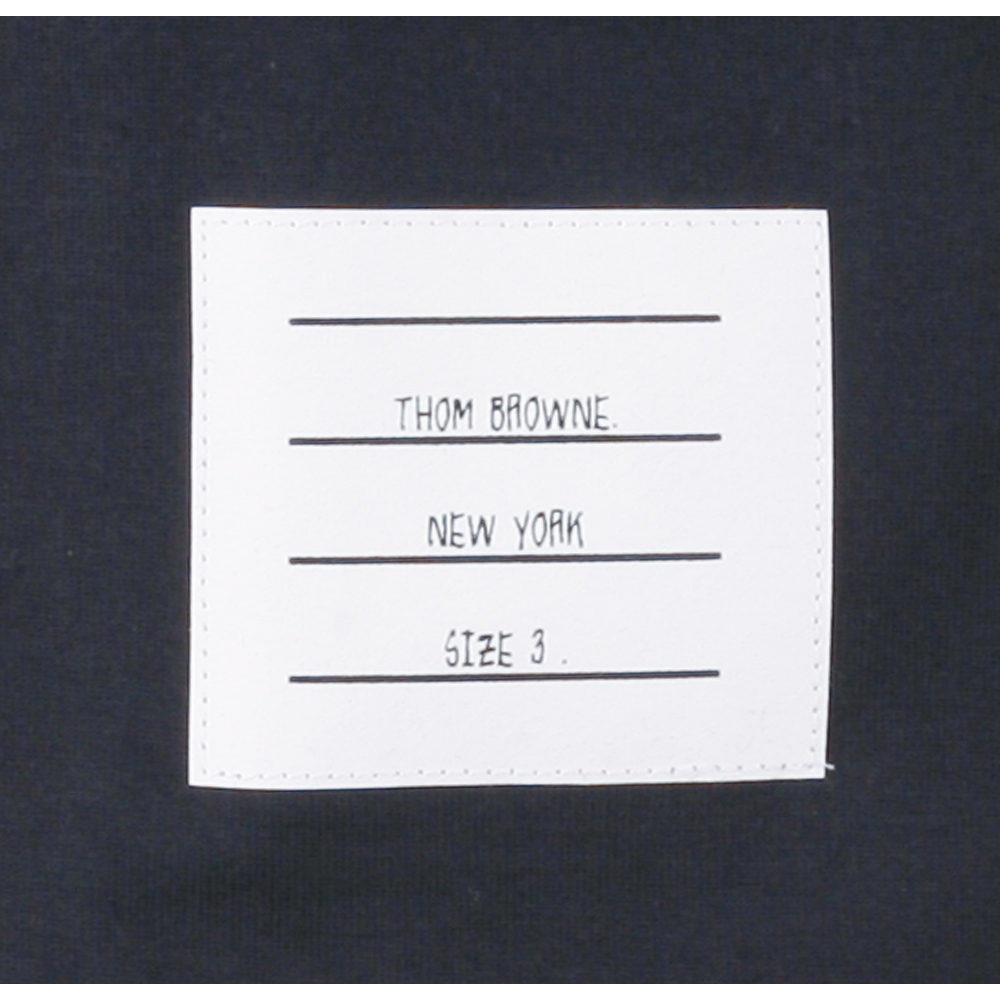 THOM BROWNE.
NEW YORK
SIZE 3 .